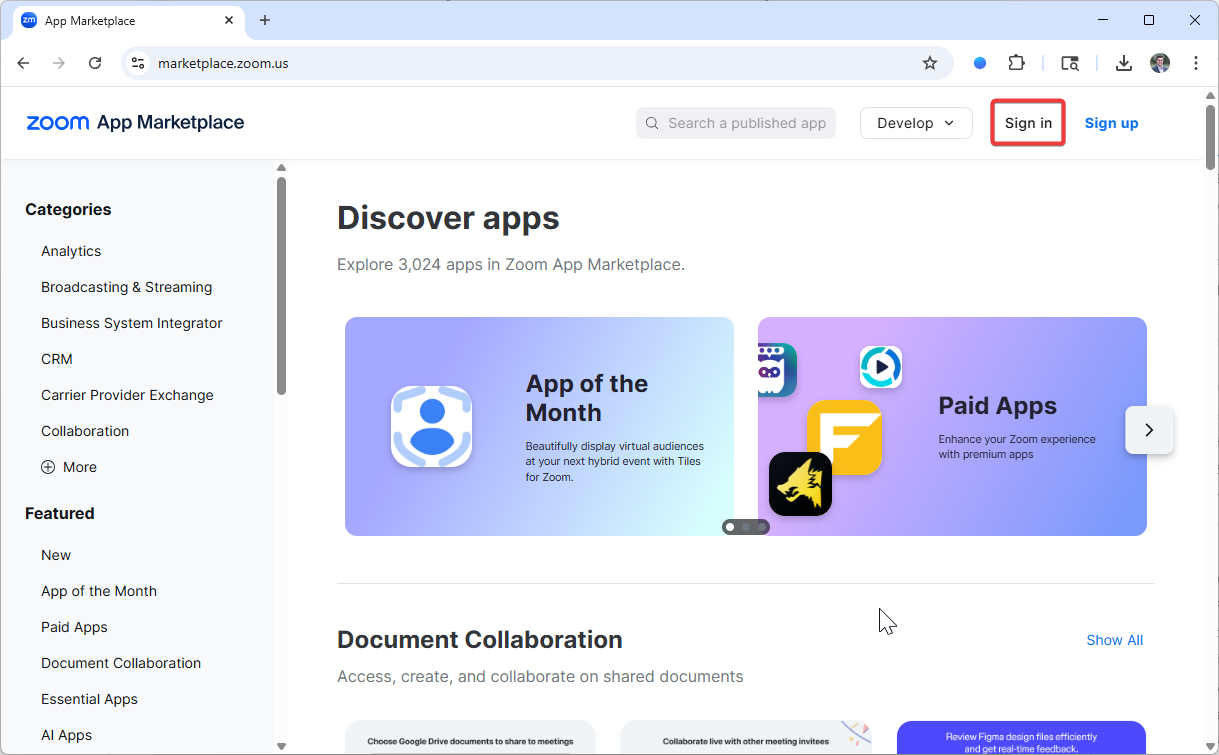 zm App Marketplace
marketplace.zoom.us
zoom App Marketplace
Search a published app
Develop
Sign in
Sign up
Categories
Analytics
Broadcasting & Streaming
Business System Integrator
CRM
Carrier Provider Exchange
Collaboration
More
Featured
New
App of the Month
Paid Apps
Document Collaboration
Essential Apps
AI Apps
Discover apps
Explore 3,024 apps in Zoom App Marketplace.
App of the
Month
Beautifully display virtual audiences
at your next hybrid event with Tiles
for Zoom.
Paid Apps
Enhance your Zoom experience
with premium apps
Document Collaboration
Show All
Access, create, and collaborate on shared documents
Choose Google Drive documents to share to meetings
Collaborate live with other meeting invitees
Review Figma design files efficiently
and get real-time feedback.